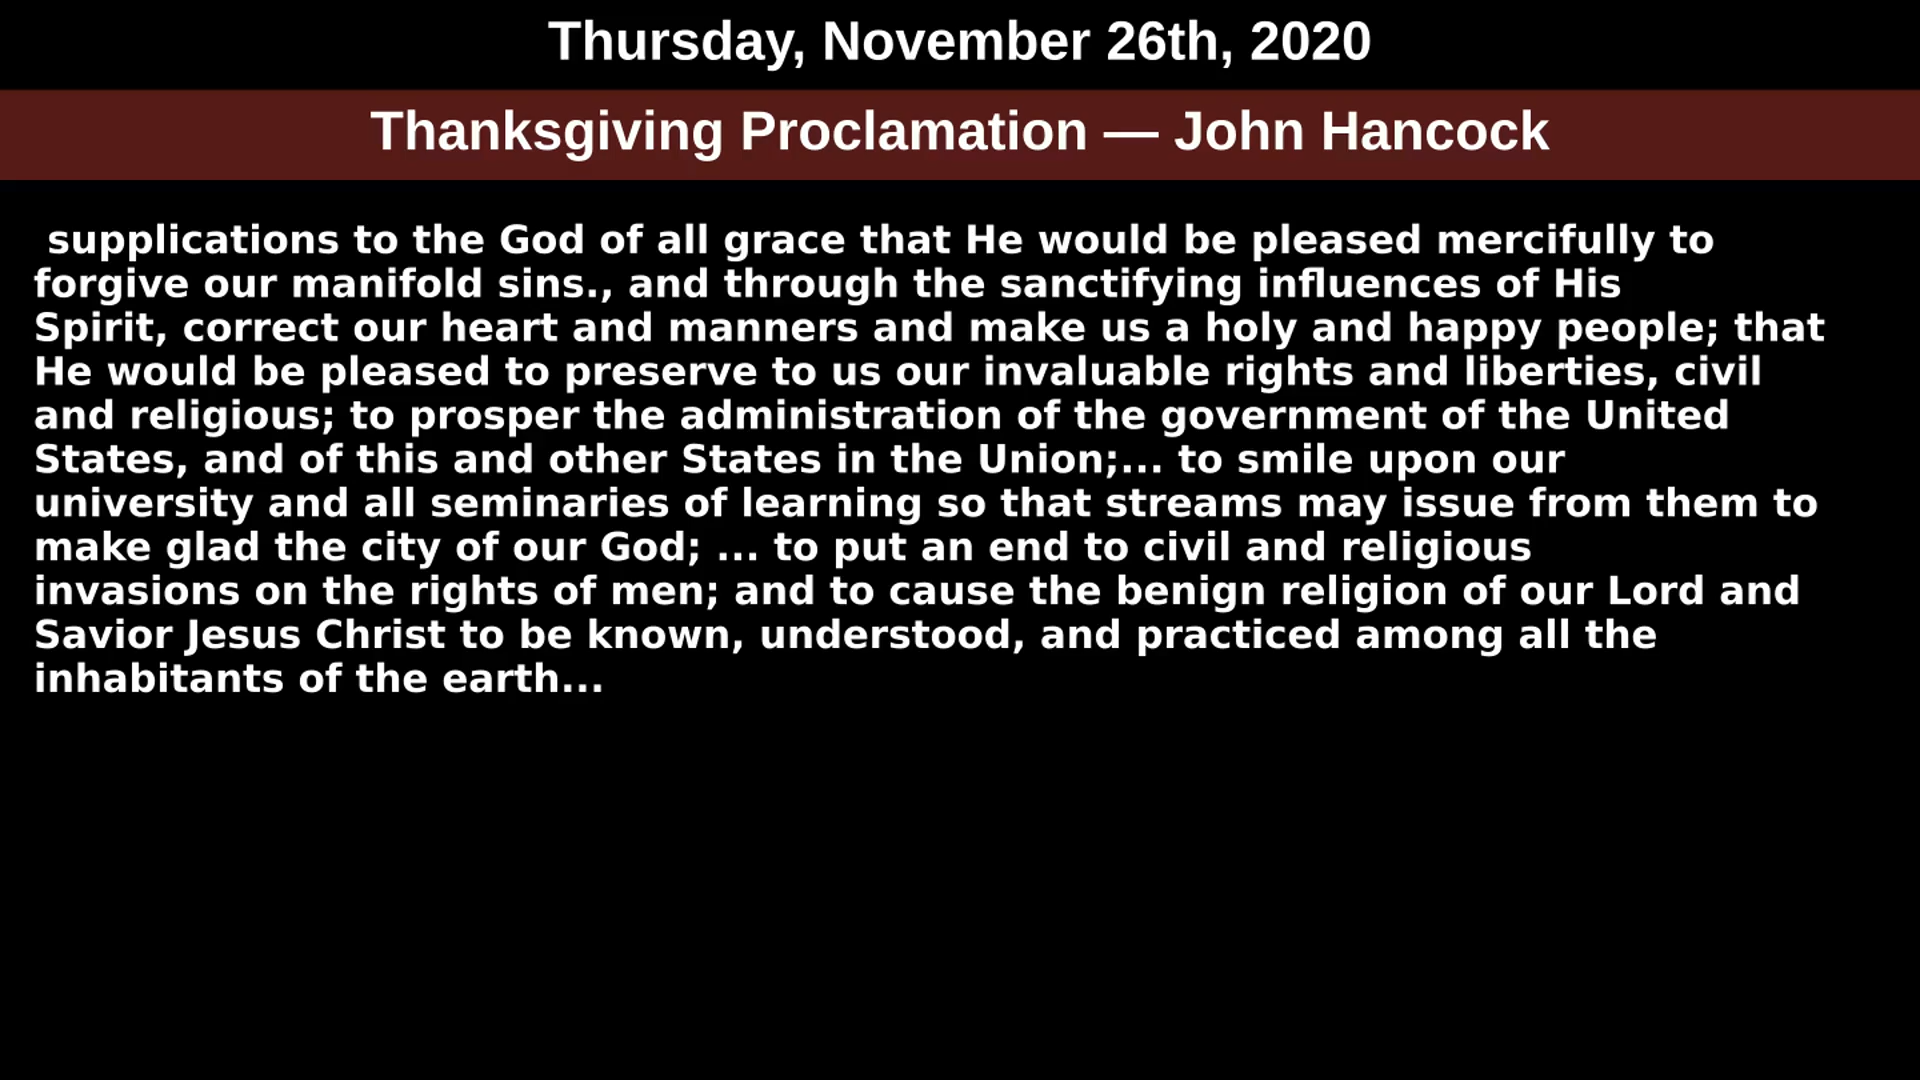 Thursday, November 26th, 2020
Thanksgiving Proclamation — John Hancock
supplications to the God of all grace that He would be pleased mercifully to
forgive our manifold sins., and through the sanctifying influences of His
Spirit, correct our heart and manners and make us a holy and happy people; that
He would be pleased to preserve to us our invaluable rights and liberties, civil
and religious; to prosper the administration of the government of the United
States, and of this and other States in the Union;... to smile upon our
university and all seminaries of learning so that streams may issue from them to
make glad the city of our God; ... to put an end to civil and religious
invasions on the rights of men; and to cause the benign religion of our Lord and
Savior Jesus Christ to be known, understood, and practiced among all the
inhabitants of the earth...